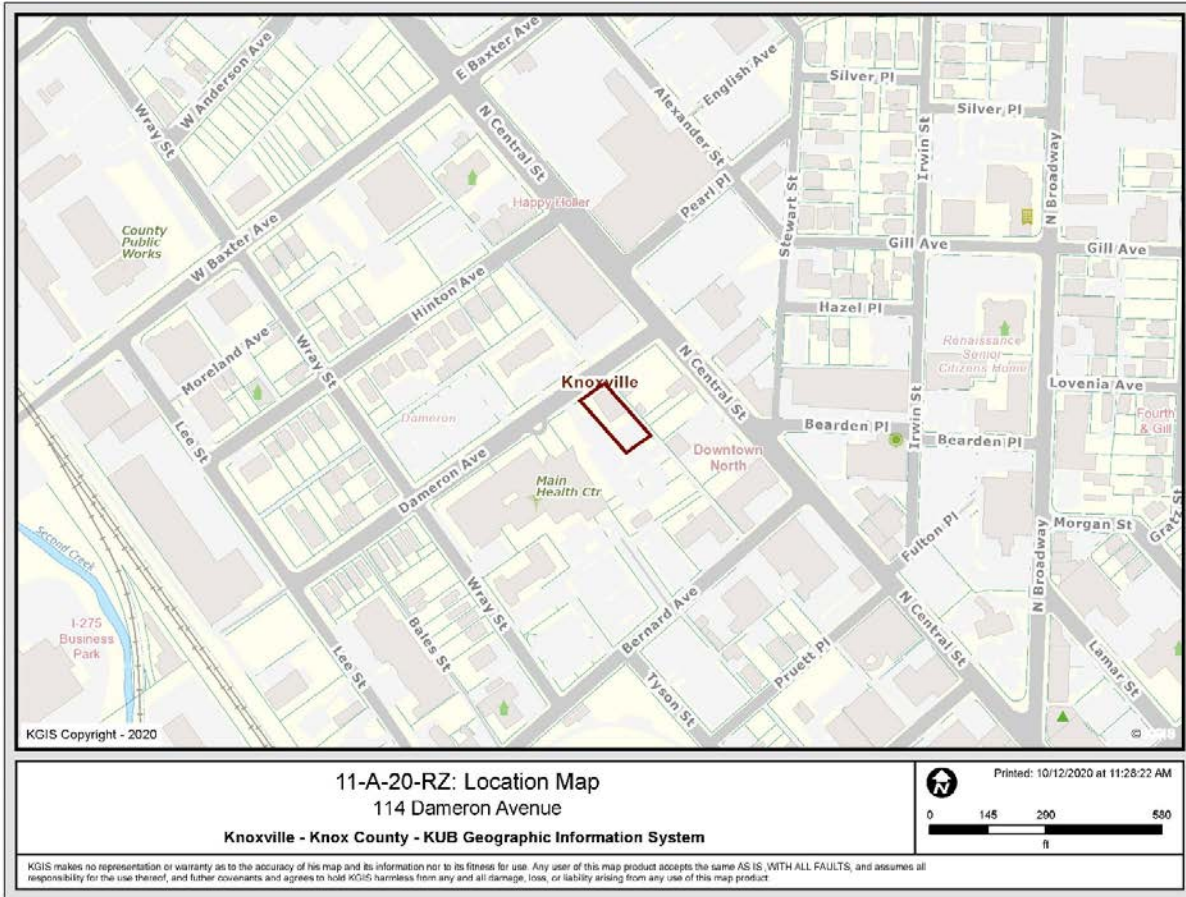 E Baxter Ave
W Anderson Ave
Wray St
N Central St
Alexander St
English Ave
Silver Pl
Silver Pl
Irwin St
N Broadway
Stewart St
Pearl Pl
Happy Holler
County
Public
Works
W Baxter Ave
Gill Ave
Gill Ave
Hinton Ave
Hazel Pl
Moreland Ave
Wray St
Renaissance
Senior
Citizens Home
Knoxville
N Central St
Lovenia Ave
Lee St
Dameron
Irwin St
Bearden Pl
Bearden Pl
Fourth
& Gill
Downtown
North
Dameron Ave
Main
Health Ctr
Morgan St
Gratz St
Second Creek
Fulton Pl
N Broadway
Wray St
Bernard Ave
N Central St
I-275
Business
Park
Bales St
Lee St
Pruett Pl
Tyson St
Lamar St
KGIS Copyright - 2020
© KGIS
11-A-20-RZ: Location Map
114 Dameron Avenue
Knoxville - Knox County - KUB Geographic Information System
N
Printed: 10/12/2020 at 11:28:22 AM
0 145 290 580
ft
KGIS makes no representation or warranty as to the accuracy of his map and its information nor to its fitness for use. Any user of this map product accepts the same AS IS ,WITH ALL FAULTS, and assumes all
responsibility for the use thereof, and futher covenants and agrees to hold KGIS harmless from any and all damage, loss, or liability arising from any use of this map product.